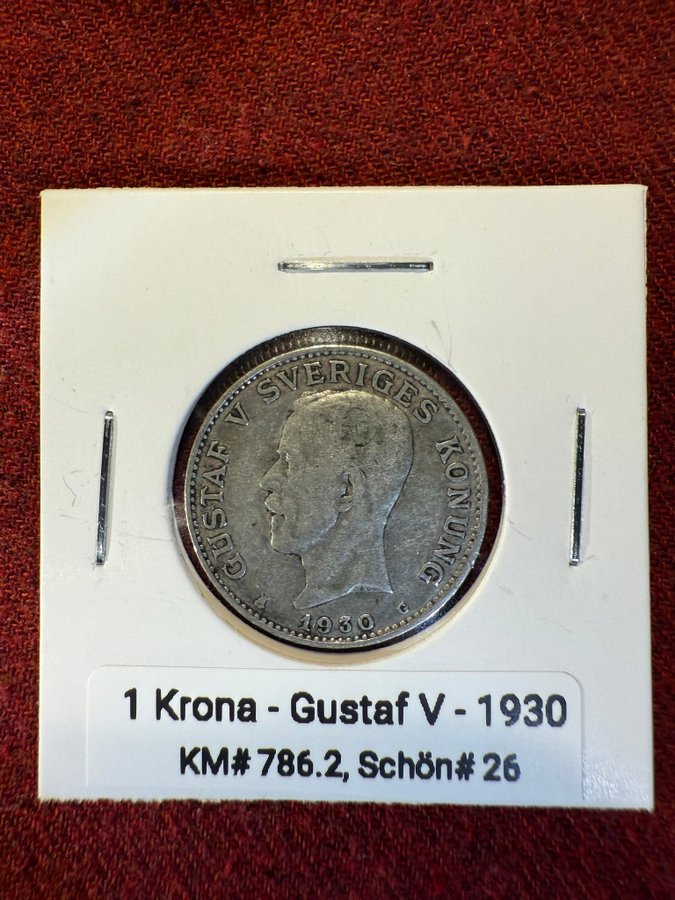 GUSTAF V SVERIGES KONUNG
1930
G
1 Krona - Gustaf V - 1930
KM# 786.2, Schön# 26